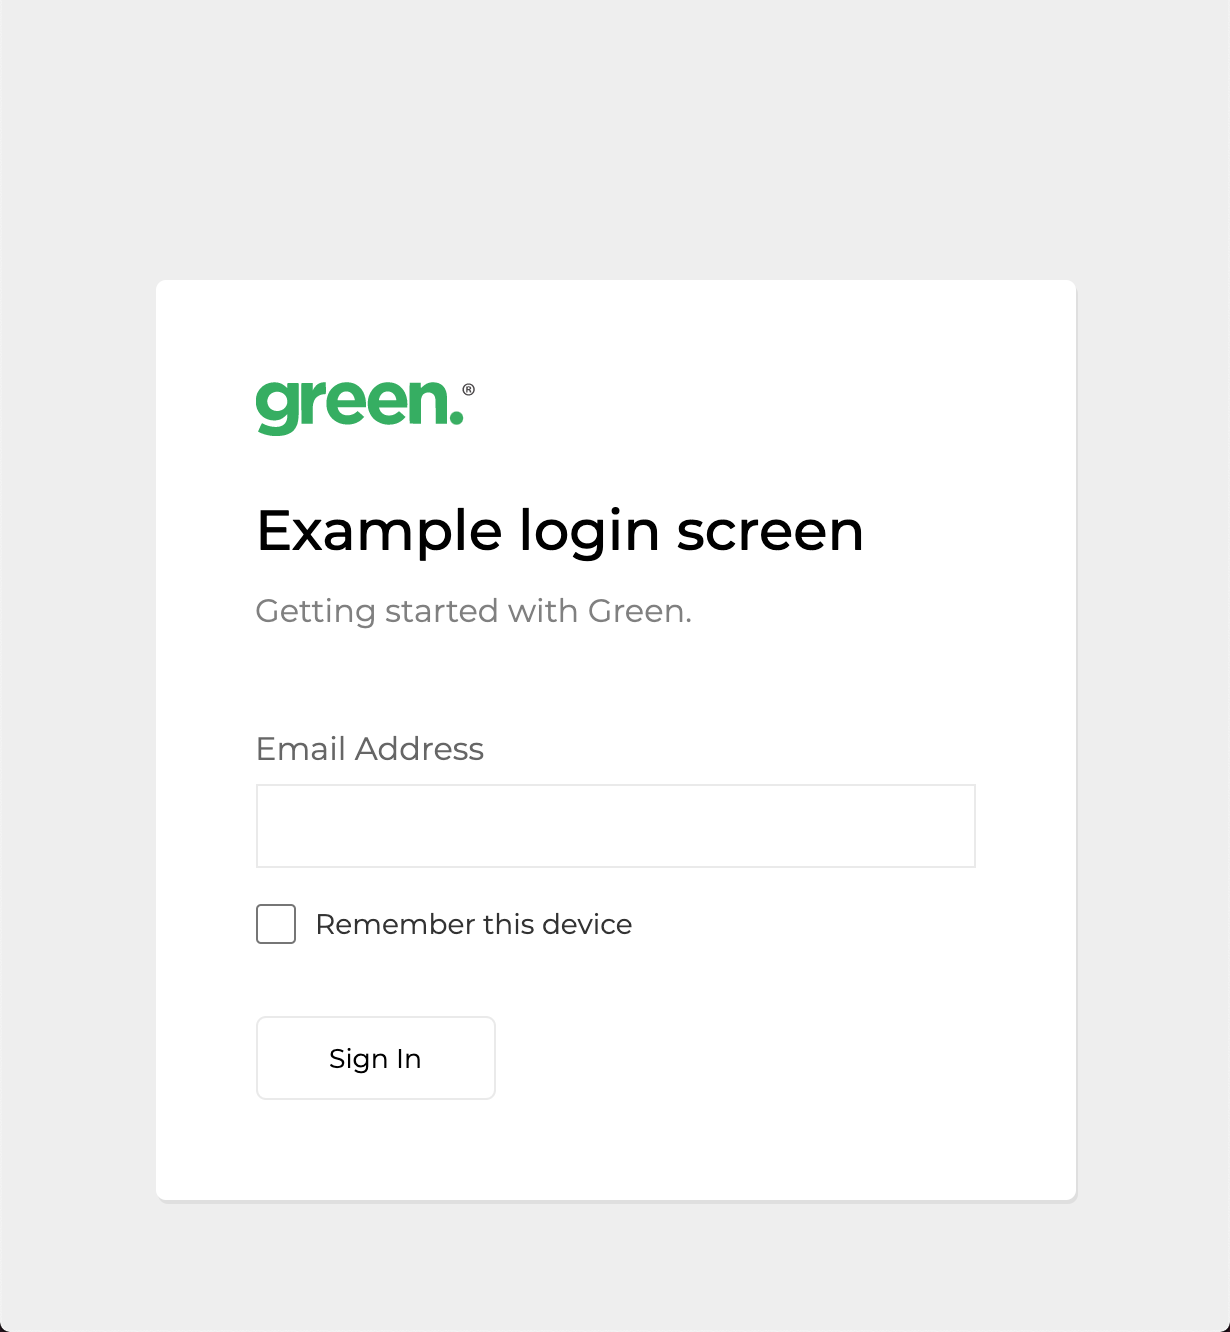 green.®
Example login screen
Getting started with Green.
Email Address
Remember this device
Sign In